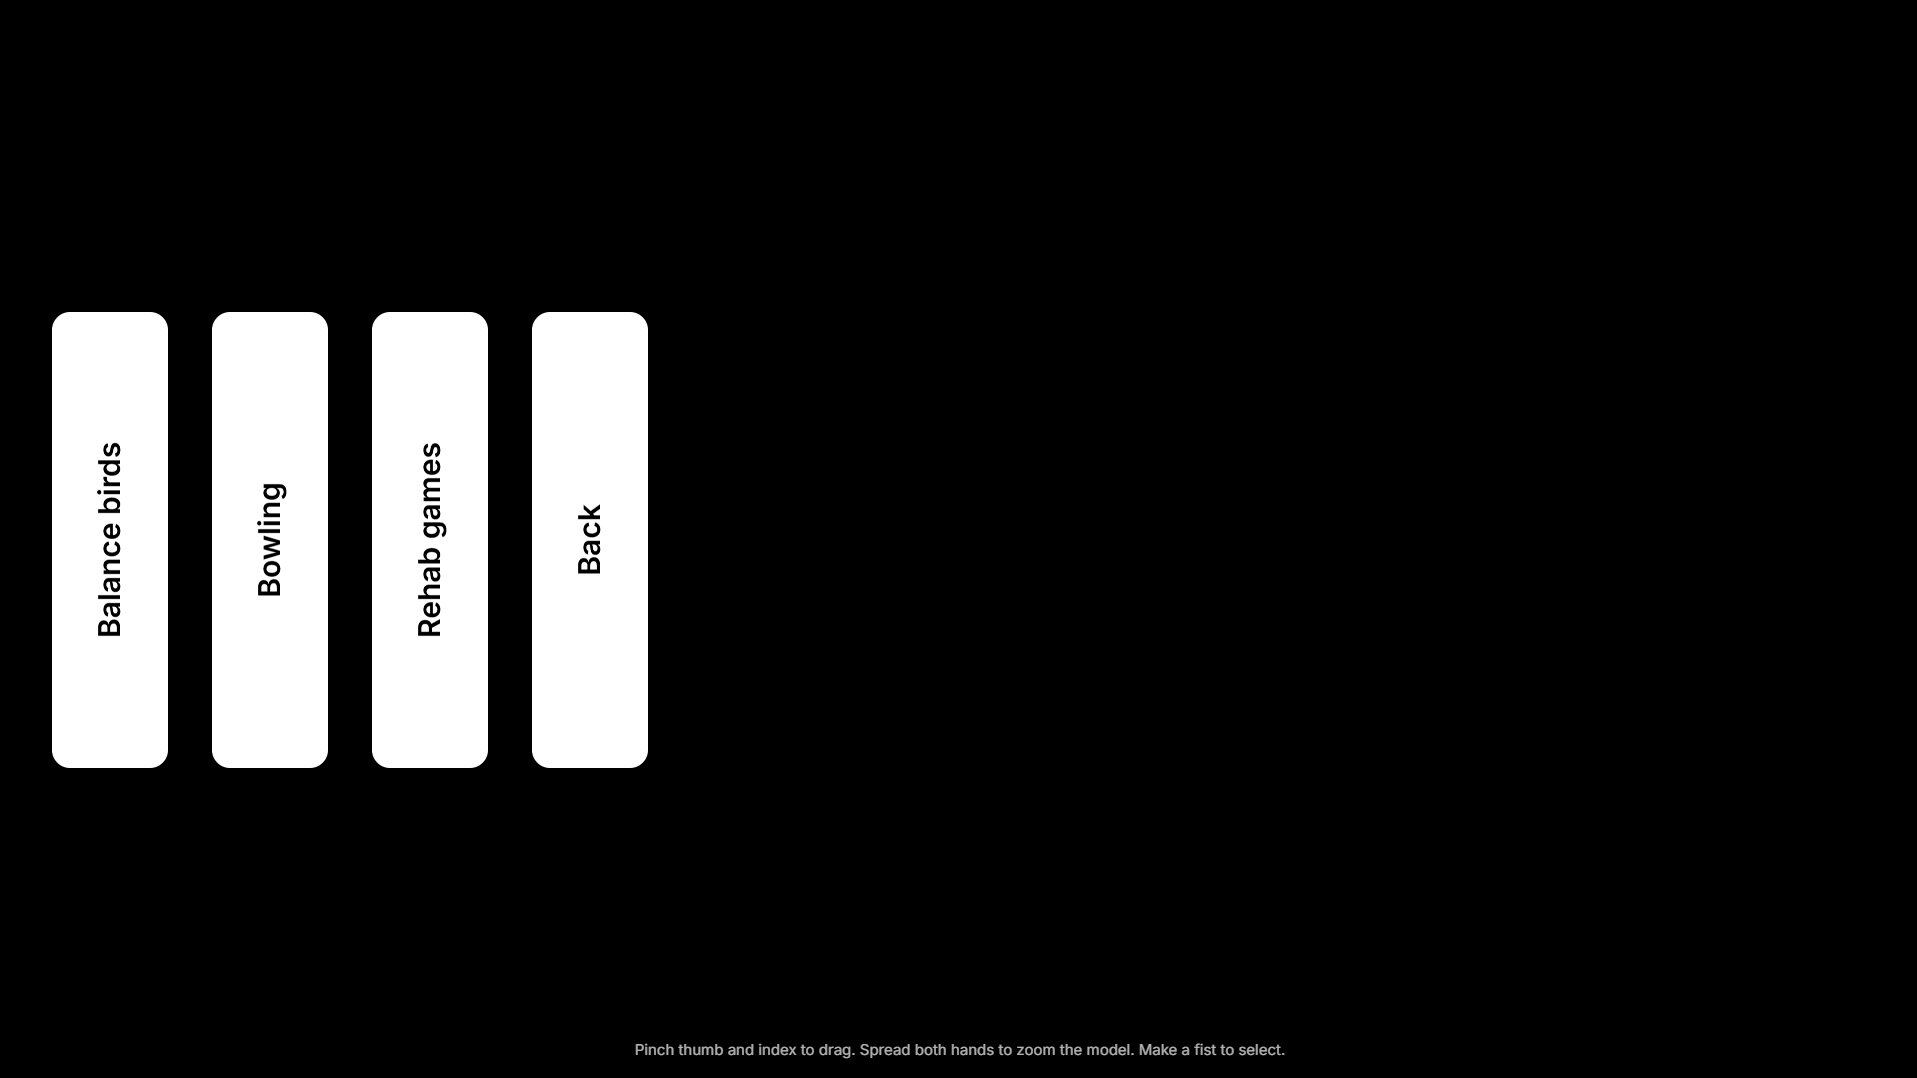 Balance birds
Bowling
Rehab games
Back
Pinch thumb and index to drag. Spread both hands to zoom the model. Make a fist to select.